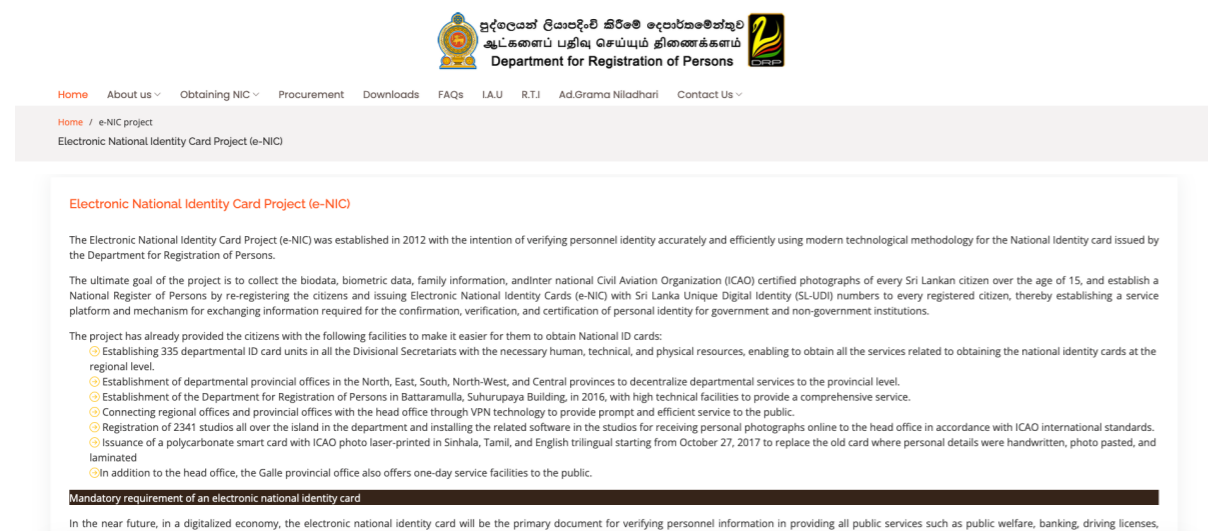 පුද්ගලයන් ලියාපදිංචි කිරීමේ දෙපාර්තමේන්තුව
ஆட்களைப் பதிவு செய்யும் திணைக்களம்
Department for Registration of Persons
DRP
Home About us Obtaining NIC Procurement Downloads FAQs I.A.U R.T.I Ad.Grama Niladhari Contact Us
Home / e-NIC project
Electronic National Identity Card Project (e-NIC)
Electronic National Identity Card Project (e-NIC)
The Electronic National Identity Card Project (e-NIC) was established in 2012 with the intention of verifying personnel identity accurately and efficiently using modern technological methodology for the National Identity card issued by
the Department for Registration of Persons.
The ultimate goal of the project is to collect the biodata, biometric data, family information, andInter national Civil Aviation Organization (ICAO) certified photographs of every Sri Lankan citizen over the age of 15, and establish a
National Register of Persons by re-registering the citizens and issuing Electronic National Identity Cards (e-NIC) with Sri Lanka Unique Digital Identity (SL-UDI) numbers to every registered citizen, thereby establishing a service
platform and mechanism for exchanging information required for the confirmation, verification, and certification of personal identity for government and non-government institutions.
The project has already provided the citizens with the following facilities to make it easier for them to obtain National ID cards:
Establishing 335 departmental ID card units in all the Divisional Secretariats with the necessary human, technical, and physical resources, enabling to obtain all the services related to obtaining the national identity cards at the
regional level.
Establishment of departmental provincial offices in the North, East, South, North-West, and Central provinces to decentralize departmental services to the provincial level.
Establishment of the Department for Registration of Persons in Battaramulla, Suhurupaya Building, in 2016, with high technical facilities to provide a comprehensive service.
Connecting regional offices and provincial offices with the head office through VPN technology to provide prompt and efficient service to the public.
Registration of 2341 studios all over the island in the department and installing the related software in the studios for receiving personal photographs online to the head office in accordance with ICAO international standards.
Issuance of a polycarbonate smart card with ICAO photo laser-printed in Sinhala, Tamil, and English trilingual starting from October 27, 2017 to replace the old card where personal details were handwritten, photo pasted, and
laminated
In addition to the head office, the Galle provincial office also offers one-day service facilities to the public.
Mandatory requirement of an electronic national identity card
In the near future, in a digitalized economy, the electronic national identity card will be the primary document for verifying personnel information in providing all public services such as public welfare, banking, driving licenses,